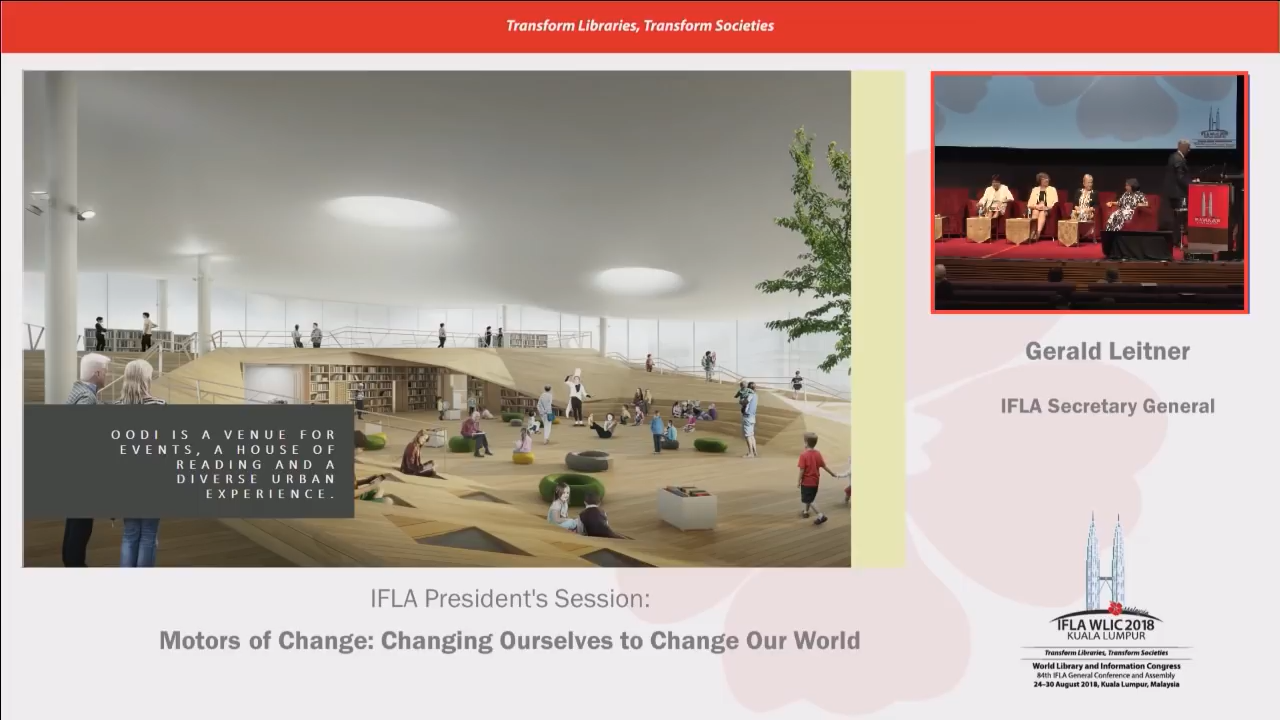 Transform Libraries, Transform Societies
OODI IS A VENUE FOR
EVENTS, A HOUSE OF
READING AND A
DIVERSE URBAN
EXPERIENCE.
Gerald Leitner
IFLA Secretary General
IFLA President's Session:
Motors of Change: Changing Ourselves to Change Our World
Malaysia
IFLA WLIC 2018
KUALA LUMPUR
Transform Libraries, Transform Societies
World Library and Information Congress
84th IFLA General Conference and Assembly
24–30 August 2018, Kuala Lumpur, Malaysia